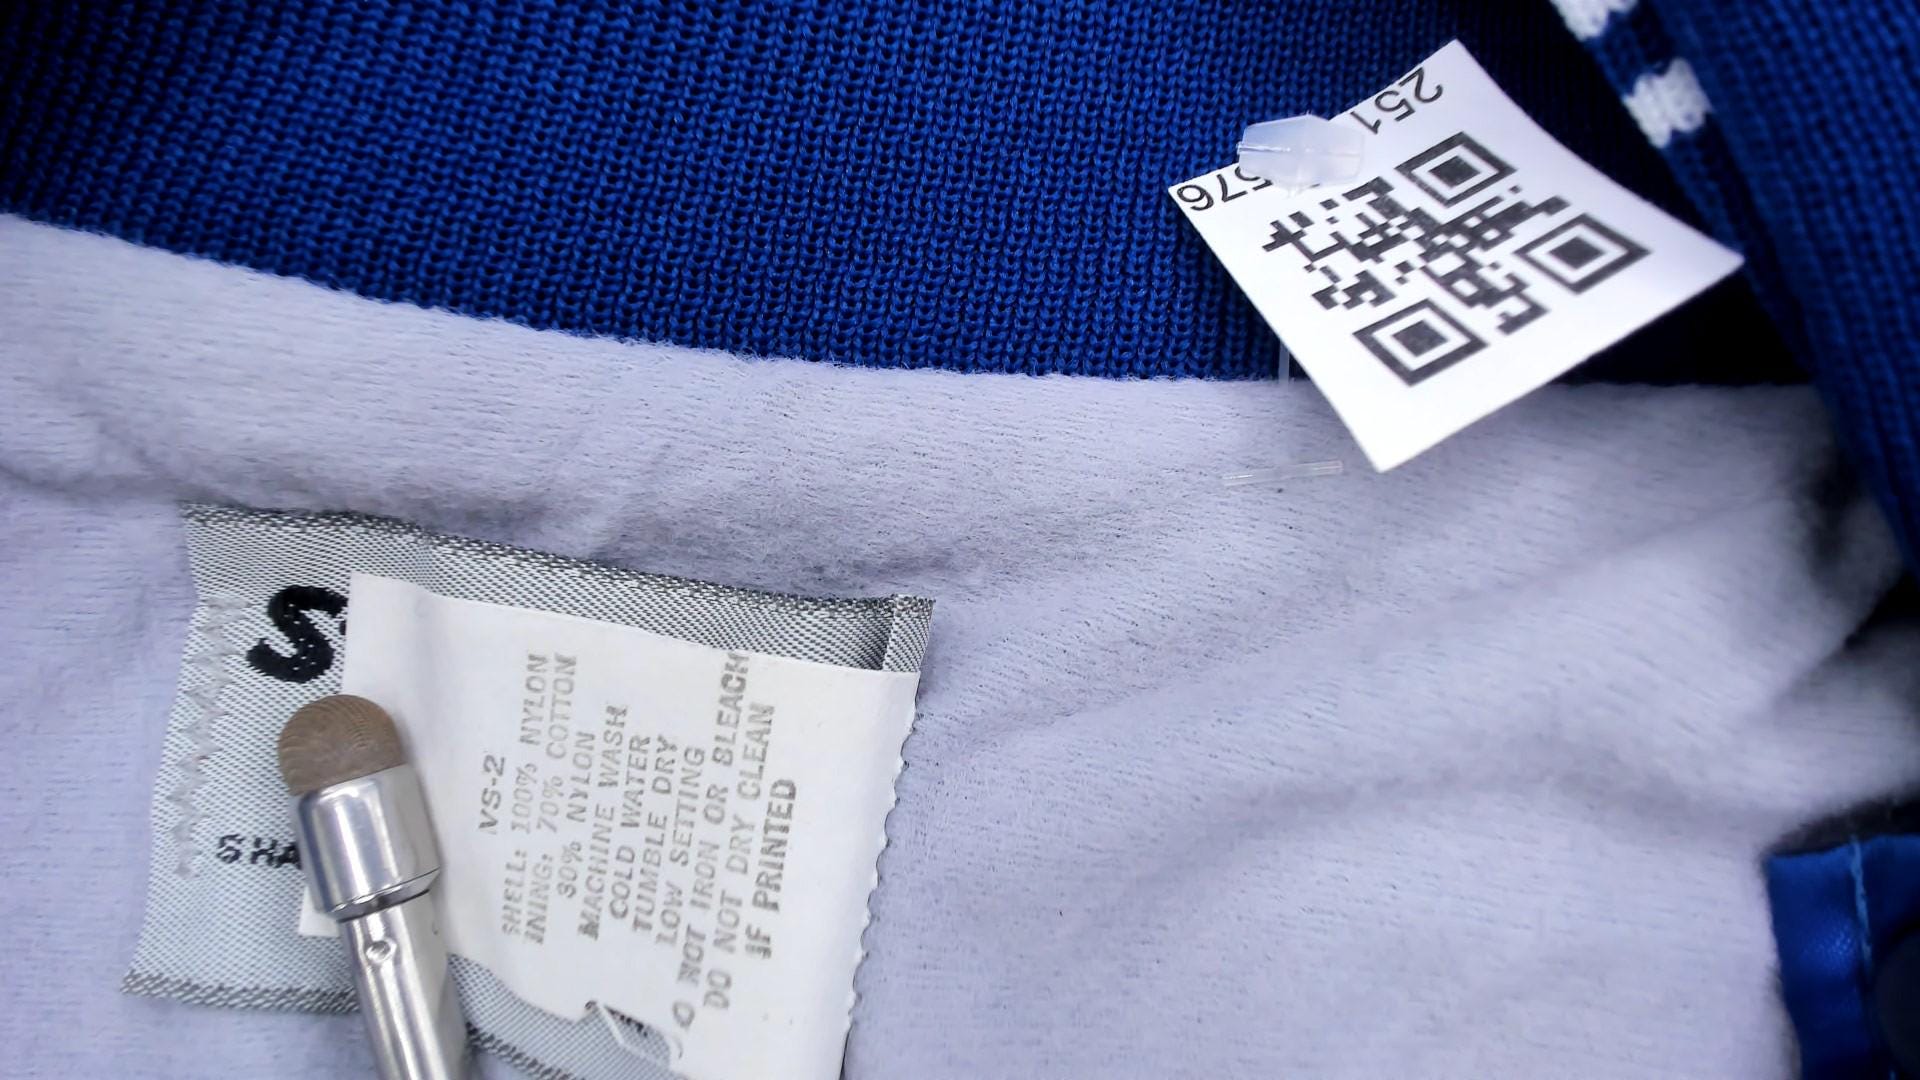 251
576
S
SHA
VS-2
SHELL: 100% NYLON
INING: 70% COTTON
30% NYLON
MACHINE WASH
COLD WATER
TUMBLE DRY
LOW SETTING
O NOT IRON OR BLEACH
DO NOT DRY CLEAN
IF PRINTED